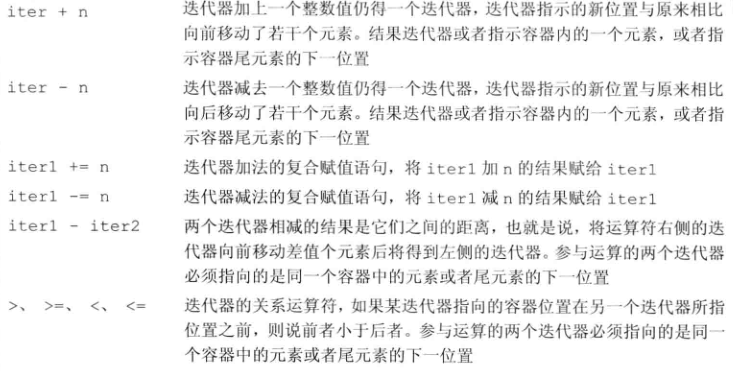 iter + n 迭代器加上一个整数值仍得一个迭代器，迭代器指示的新位置与原来相比
向前移动了若干个元素。结果迭代器或者指示容器内的一个元素，或者指
示容器尾元素的下一位置
iter - n 迭代器减去一个整数值仍得一个迭代器，迭代器指示的新位置与原来相比
向后移动了若干个元素。结果迭代器或者指示容器内的一个元素，或者指
示容器尾元素的下一位置
iter1 += n 迭代器加法的复合赋值语句，将 iter1 加 n 的结果赋给 iter1
iter1 -= n 迭代器减法的复合赋值语句，将 iter1 减 n 的结果赋给 iter1
iter1 - iter2 两个迭代器相减的结果是它们之间的距离，也就是说，将运算符右侧的迭
代器向前移动差值个元素后将得到左侧的迭代器。参与运算的两个迭代器
必须指向的是同一个容器中的元素或者尾元素的下一位置
>、 >=、 <、 <= 迭代器的关系运算符，如果某迭代器指向的容器位置在另一个迭代器所指
位置之前，则说前者小于后者。参与运算的两个迭代器必须指向的是同一
个容器中的元素或者尾元素的下一位置